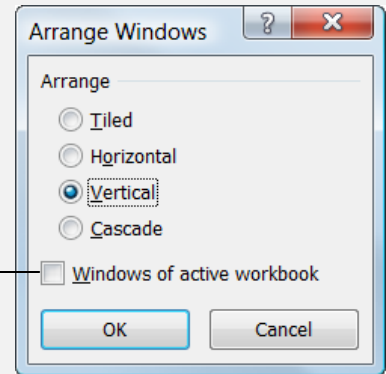 Arrange Windows
Arrange
Tiled
Horizontal
Vertical
Cascade
Windows of active workbook
OK
Cancel